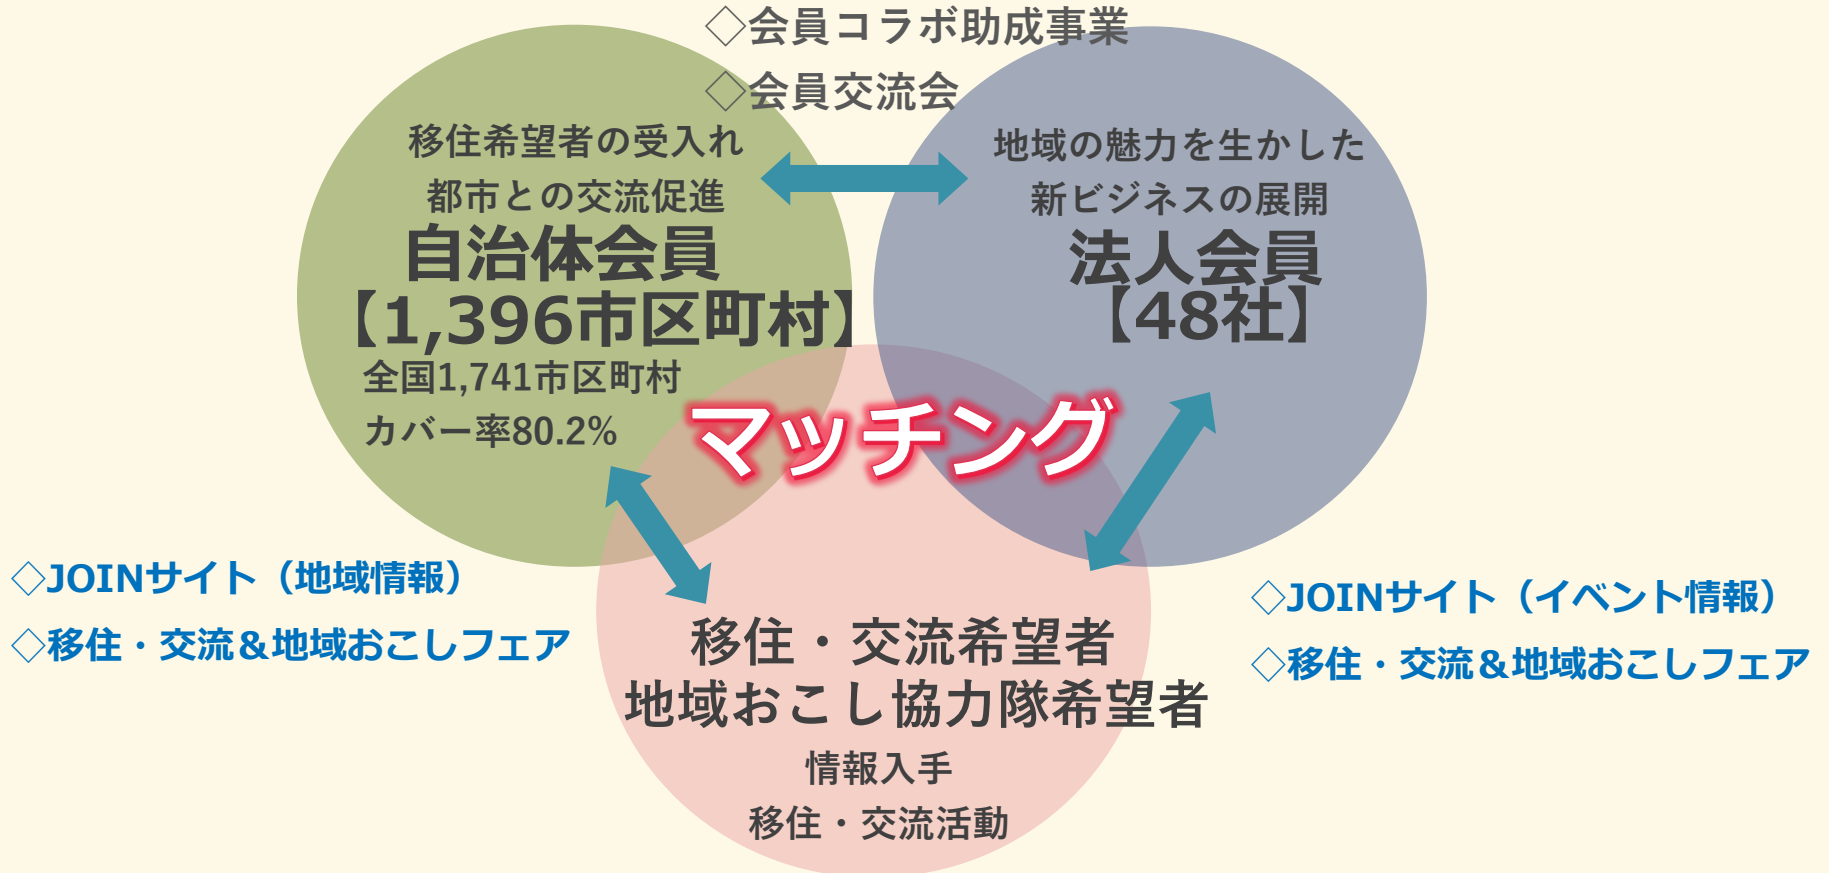 ◇会員コラボ助成事業
◇会員交流会
移住希望者の受入れ
都市との交流促進
自治体会員
【1,396市区町村】
全国1,741市区町村
カバー率80.2%
地域の魅力を生かした
新ビジネスの展開
法人会員
【48社】
マッチング
◇JOINサイト（地域情報）
◇移住・交流＆地域おこしフェア
◇JOINサイト（イベント情報）
◇移住・交流＆地域おこしフェア
移住・交流希望者
地域おこし協力隊希望者
情報入手
移住・交流活動